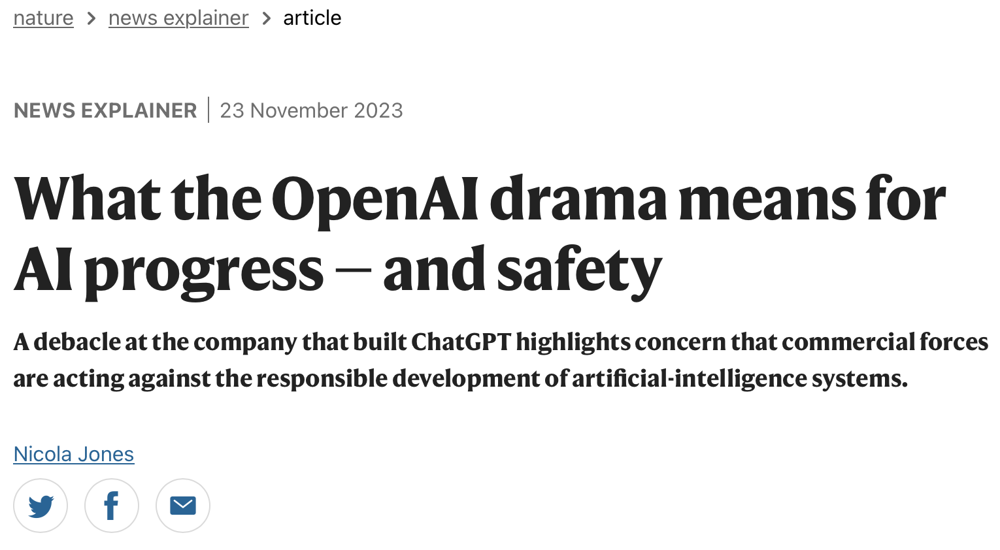 nature > news explainer > article
NEWS EXPLAINER | 23 November 2023
What the OpenAI drama means for
AI progress — and safety
A debacle at the company that built ChatGPT highlights concern that commercial forces
are acting against the responsible development of artificial-intelligence systems.
Nicola Jones